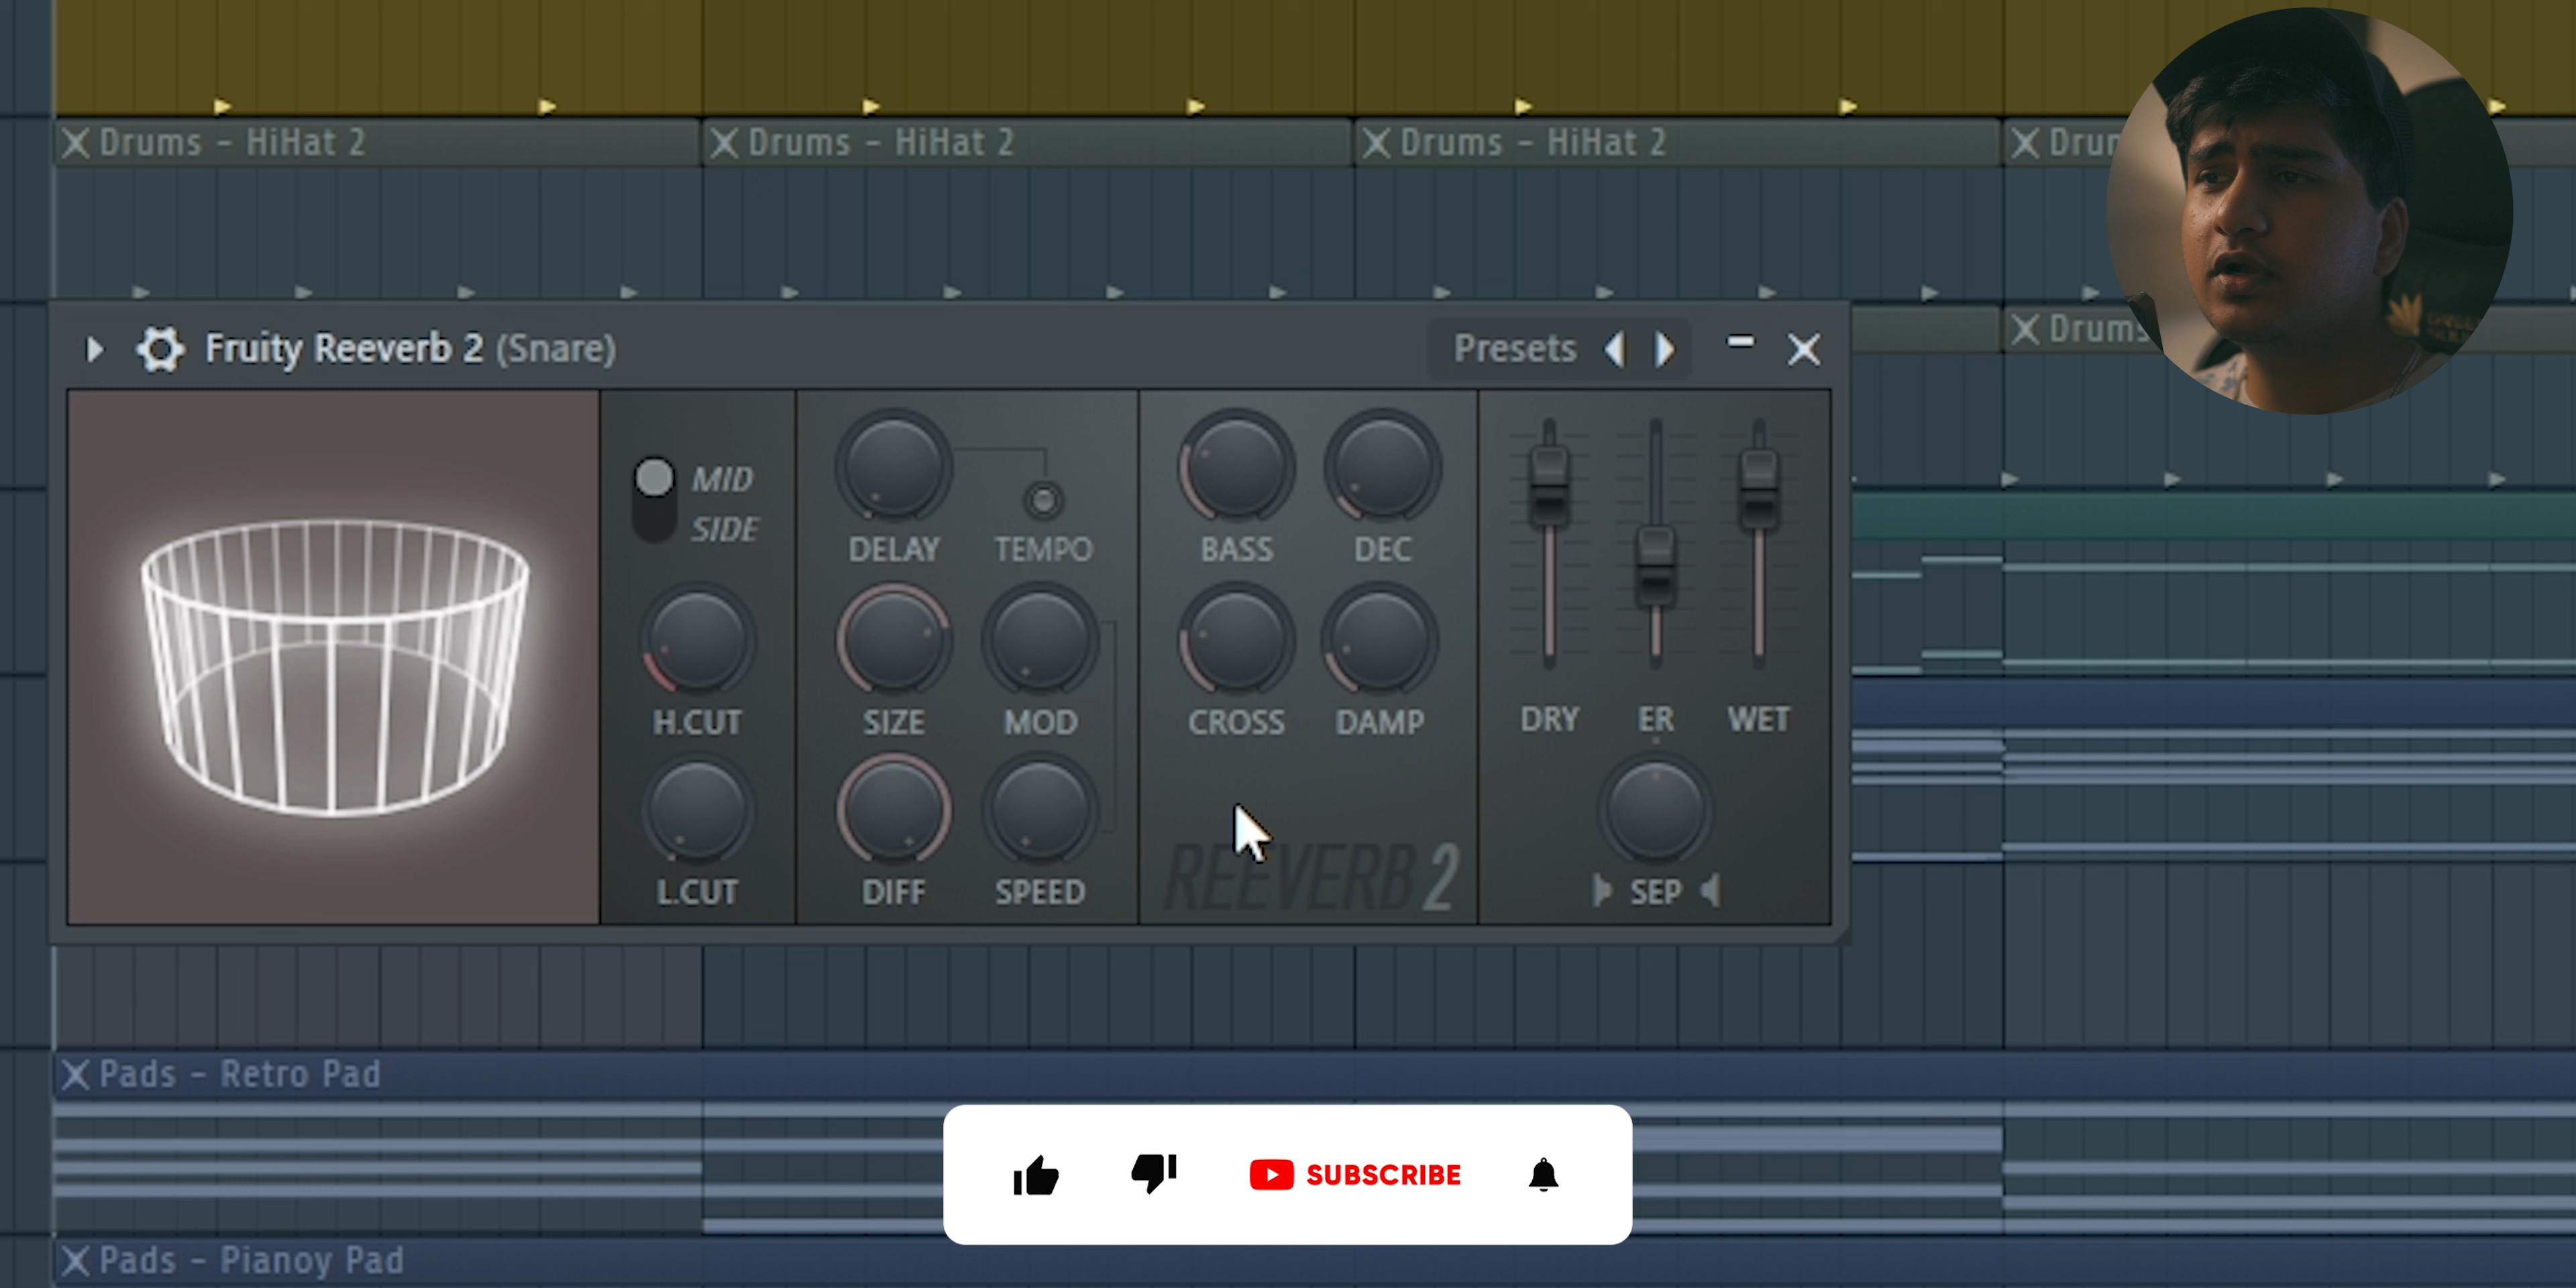 Drums - HiHat 2
Drums - HiHat 2
Drums - HiHat 2
Drum
Drums
Fruity Reeverb 2 (Snare)
Presets
MID
SIDE
DELAY
TEMPO
BASS
DEC
H.CUT
SIZE
MOD
CROSS
DAMP
DRY
ER
WET
L.CUT
DIFF
SPEED
REEVERB 2
SEP
Pads - Retro Pad
SUBSCRIBE
Pads - Pianoy Pad